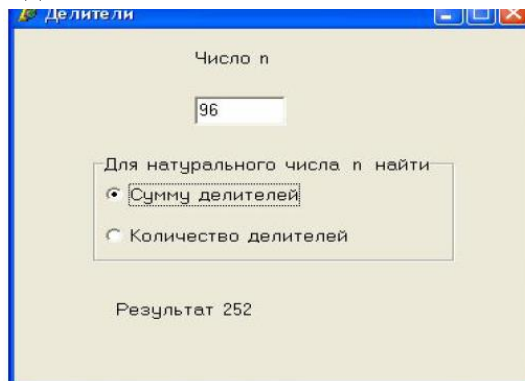 Делители
Число n
96
Для натурального числа n найти
Сумму делителей
Количество делителей
Результат 252